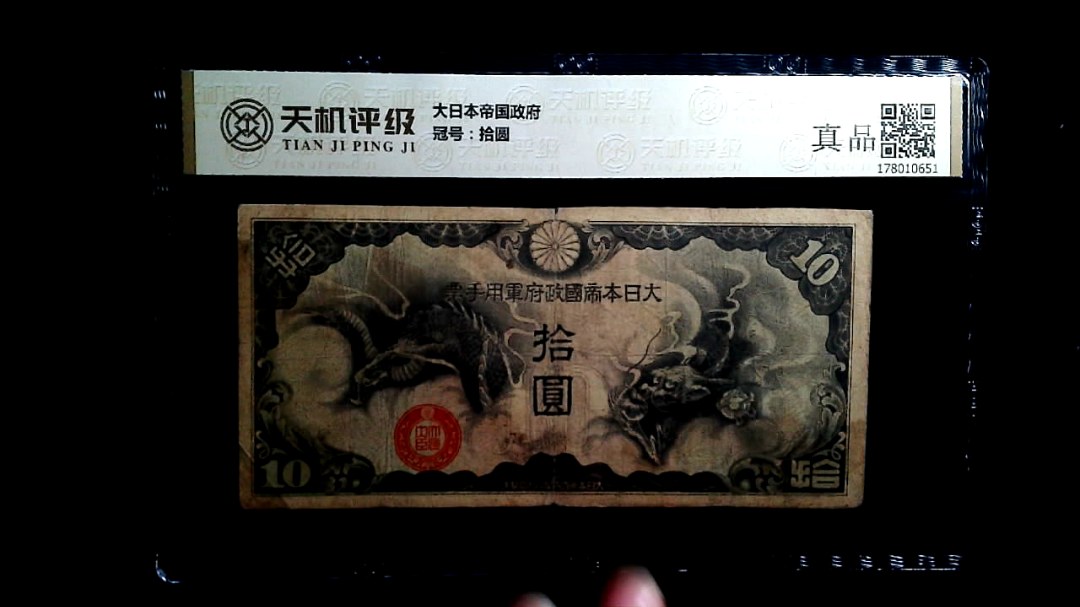 天机评级
TIAN JI PING JI
大日本帝国政府
冠号：拾圆
真品
178010651
拾
10
票手用軍府政國帝本日大
拾
圓
10
拾